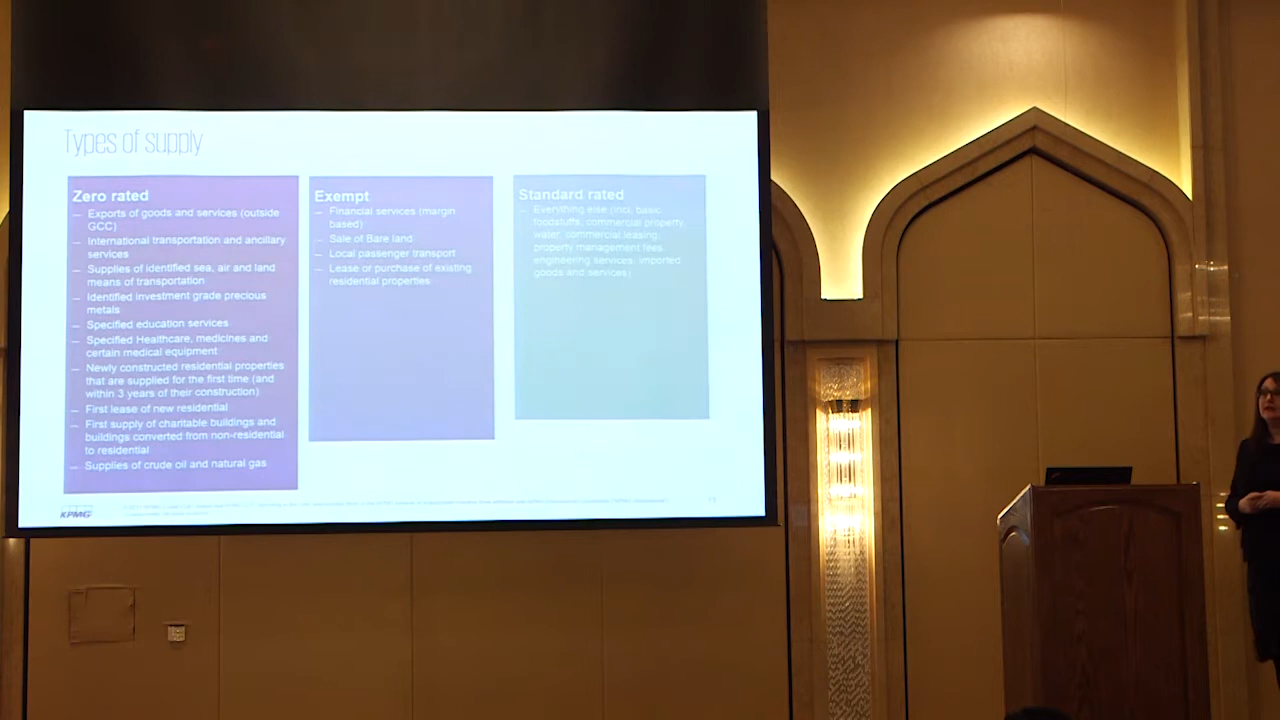 Types of supply
Zero rated
– Exports of goods and services (outside
GCC)
– International transportation and ancillary
services
– Supplies of identified sea, air and land
means of transportation
– Identified investment grade precious
metals
– Specified education services
– Specified Healthcare, medicines and
certain medical equipment
– Newly constructed residential properties
that are supplied for the first time (and
within 3 years of their construction)
– First lease of new residential
– First supply of charitable buildings and
buildings converted from non-residential
to residential
– Supplies of crude oil and natural gas
Exempt
– Financial services (margin
based)
– Sale of Bare land
– Local passenger transport
– Lease or purchase of existing
residential properties
Standard rated
– Everything else (incl. basic
foodstuffs, commercial property,
water, commercial leasing,
property management fees
engineering services, imported
goods and services)
KPMG